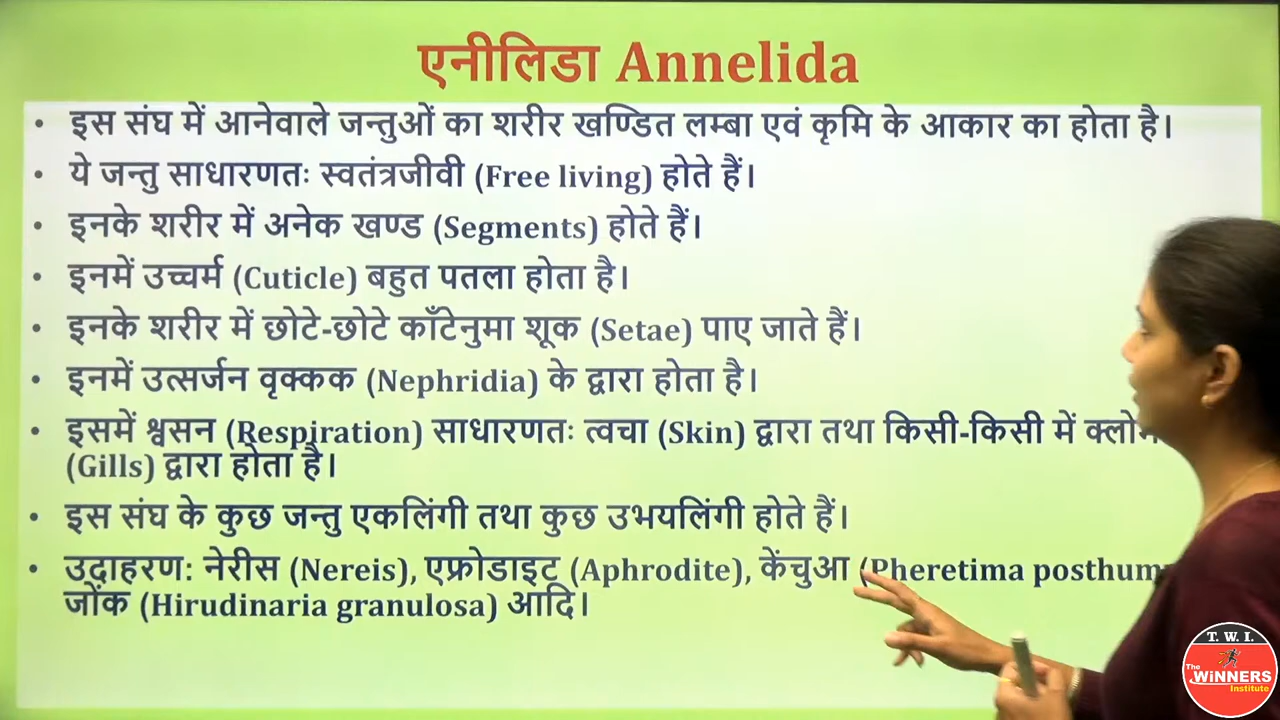 एनीलिडा Annelida
• इस संघ में आनेवाले जन्तुओं का शरीर खण्डित लम्बा एवं कृमि के आकार का होता है।
• ये जन्तु साधारणतः स्वतंत्रजीवी (Free living) होते हैं।
• इनके शरीर में अनेक खण्ड (Segments) होते हैं।
• इनमें उच्चर्म (Cuticle) बहुत पतला होता है।
• इनके शरीर में छोटे-छोटे काँटेनुमा शूक (Setae) पाए जाते हैं।
• इनमें उत्सर्जन वृक्कक (Nephridia) के द्वारा होता है।
• इसमें श्वसन (Respiration) साधारणतः त्वचा (Skin) द्वारा तथा किसी-किसी में
(Gills) द्वारा होता है।
• इस संघ के कुछ जन्तु एकलिंगी तथा कुछ उभयलिंगी होते हैं।
• उदाहरण: नेरीस (Nereis), एफ्रोडाइट (Aphrodite), केंचुआ (Pheretima
जोंक (Hirudinaria granulosa) आदि।
T. W. I.
The
WiNNERS
Institute